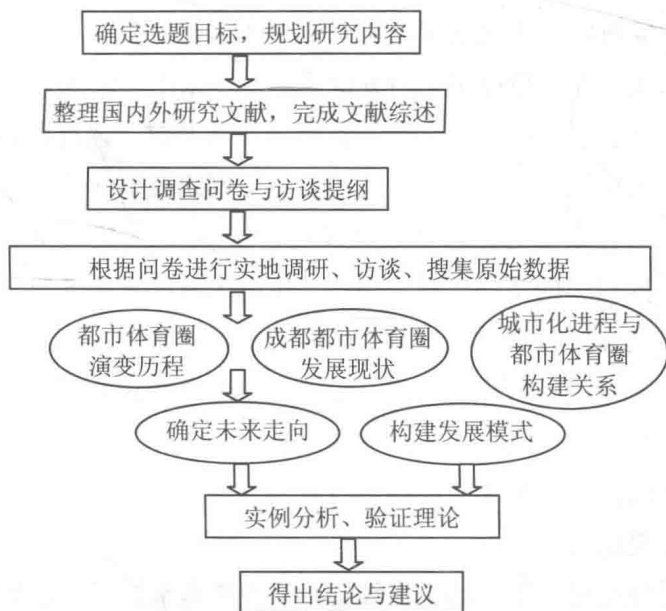 确定选题目标，规划研究内容
整理国内外研究文献，完成文献综述
设计调查问卷与访谈提纲
根据问卷进行实地调研、访谈、搜集原始数据
都市体育圈
演变历程
成都都市体育圈
发展现状
城市化进程与
都市体育圈
构建关系
确定未来走向
构建发展模式
实例分析、验证理论
得出结论与建议